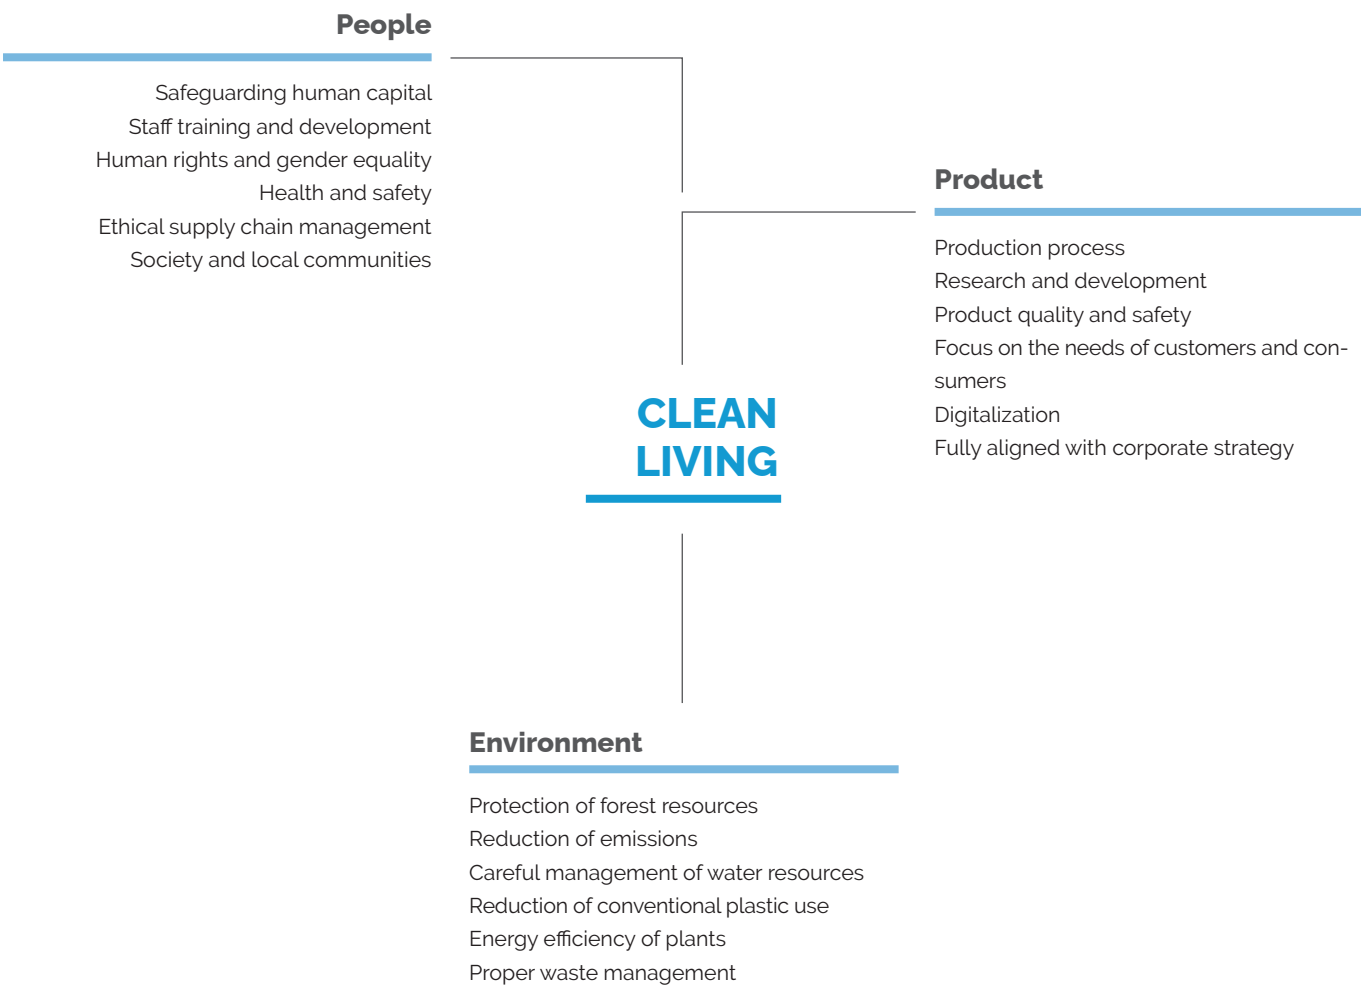 People
Safeguarding human capital
Staff training and development
Human rights and gender equality
Health and safety
Ethical supply chain management
Society and local communities
Product
Production process
Research and development
Product quality and safety
Focus on the needs of customers and con-
sumers
Digitalization
Fully aligned with corporate strategy
CLEAN
LIVING
Environment
Protection of forest resources
Reduction of emissions
Careful management of water resources
Reduction of conventional plastic use
Energy efficiency of plants
Proper waste management